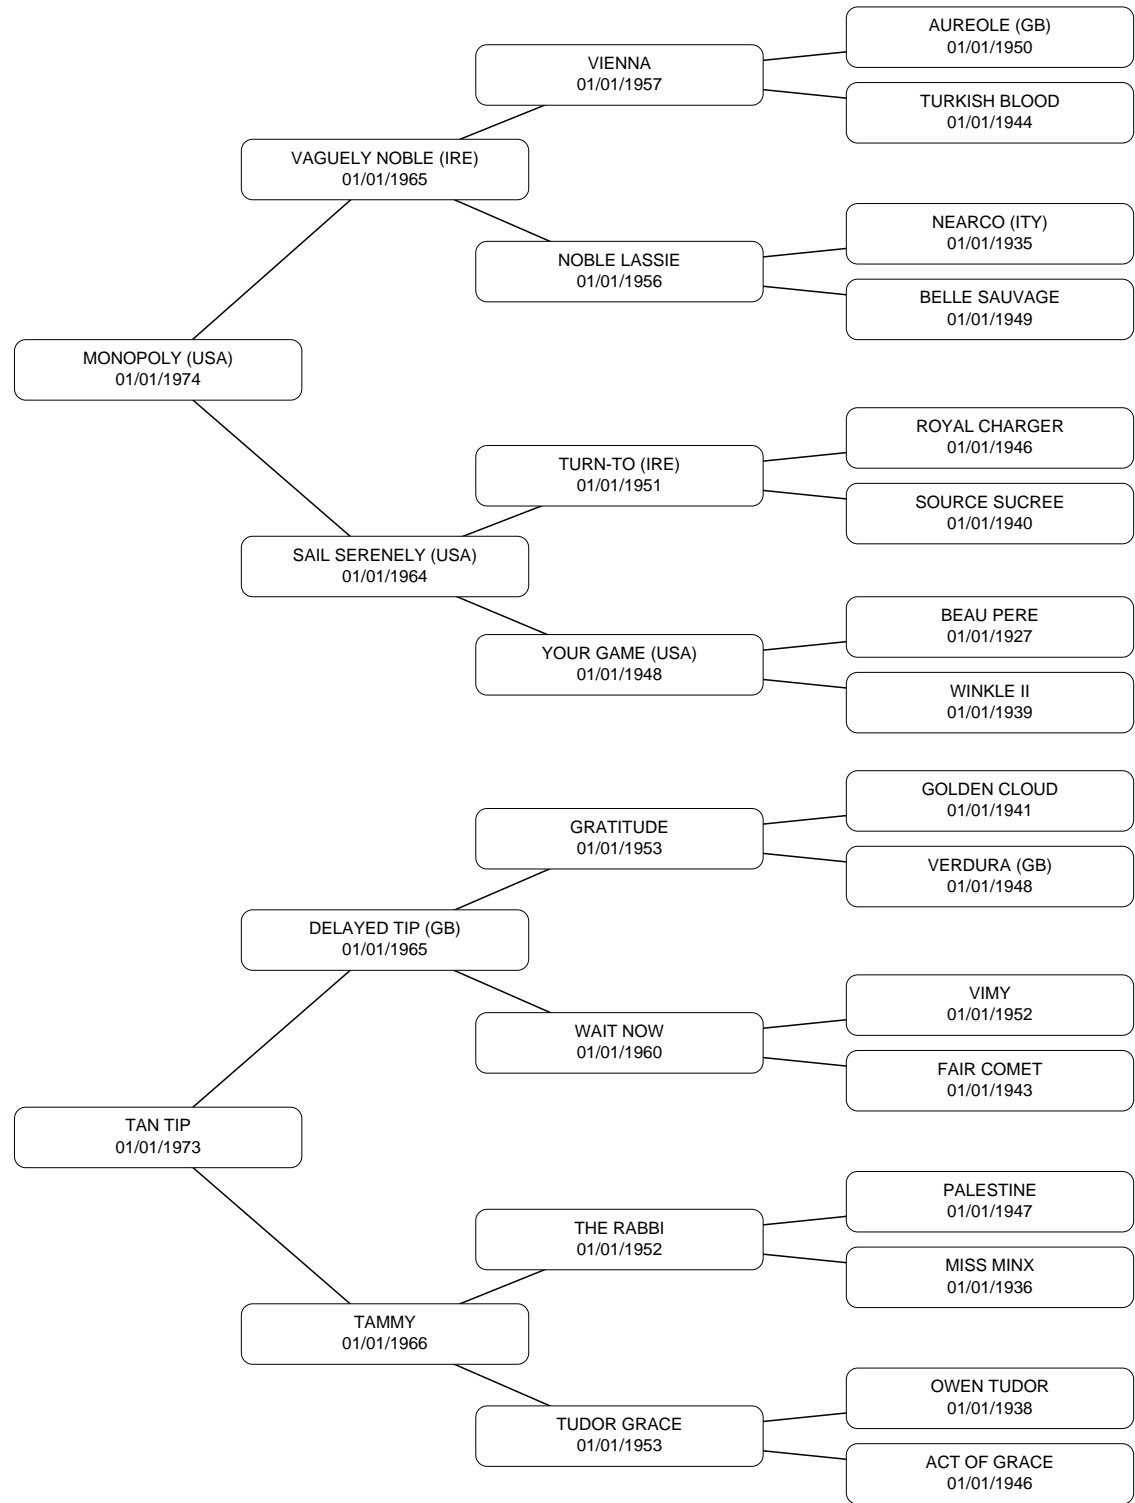 AUREOLE (GB)
01/01/1950
VIENNA
01/01/1957
TURKISH BLOOD
01/01/1944
VAGUELY NOBLE (IRE)
01/01/1965
NEARCO (ITY)
01/01/1935
NOBLE LASSIE
01/01/1956
BELLE SAUVAGE
01/01/1949
MONOPOLY (USA)
01/01/1974
ROYAL CHARGER
01/01/1946
TURN-TO (IRE)
01/01/1951
SOURCE SUCREE
01/01/1940
SAIL SERENELY (USA)
01/01/1964
BEAU PERE
01/01/1927
YOUR GAME (USA)
01/01/1948
WINKLE II
01/01/1939
GOLDEN CLOUD
01/01/1941
GRATITUDE
01/01/1953
VERDURA (GB)
01/01/1948
DELAYED TIP (GB)
01/01/1965
VIMY
01/01/1952
WAIT NOW
01/01/1960
FAIR COMET
01/01/1943
TAN TIP
01/01/1973
PALESTINE
01/01/1947
THE RABBI
01/01/1952
MISS MINX
01/01/1936
TAMMY
01/01/1966
OWEN TUDOR
01/01/1938
TUDOR GRACE
01/01/1953
ACT OF GRACE
01/01/1946